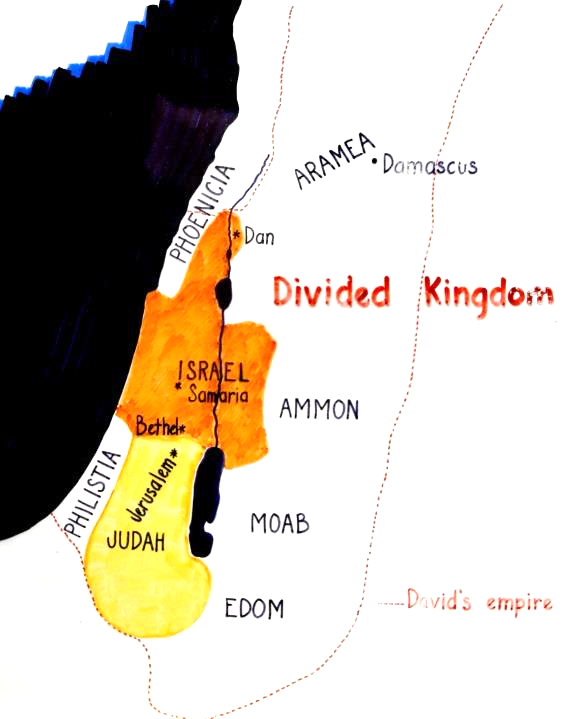 ARAMEA
Damascus
PHOENICIA
Dan
Divided Kingdom
ISRAEL
Samaria
AMMON
Bethel
Jerusalem
PHILISTIA
MOAB
JUDAH
EDOM
David's empire